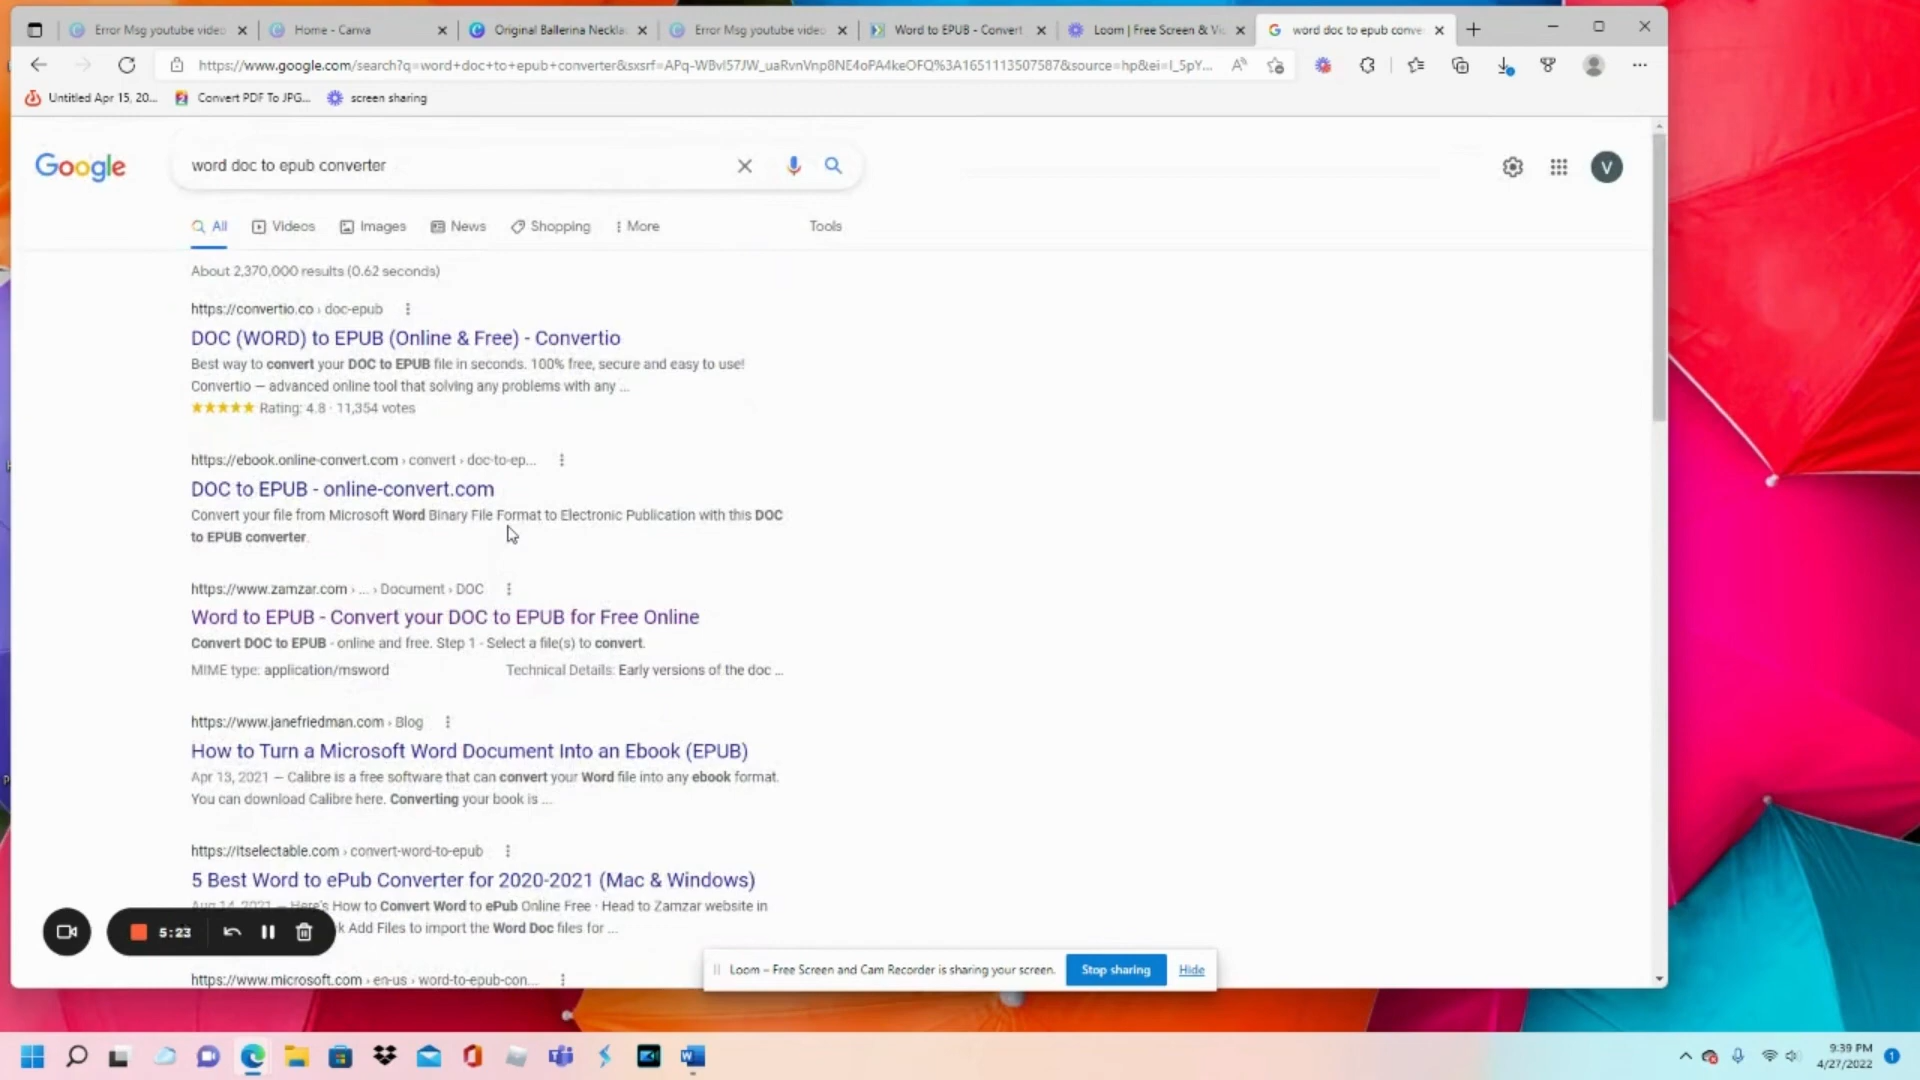 Error Msg youtube video
Home - Canva
Original Ballerina Neckla
Error Msg youtube video
Word to EPUB - Convert
Loom | Free Screen & Vi
word doc to epub conve
https://www.google.com/search?q=word+doc+to+epub+converter&sxsrf=APq-WBvI57JW_uaRvnVnp8NE4oPA4keOFQ%3A1651113507587&source=hp&ei=I_5pY...
Untitled Apr 15, 20...
Convert PDF To JPG...
screen sharing
Google
word doc to epub converter
V
All
Videos
Images
News
Shopping
More
Tools
About 2,370,000 results (0.62 seconds)
https://convertio.co › doc-epub
DOC (WORD) to EPUB (Online & Free) - Convertio
Best way to convert your DOC to EPUB file in seconds. 100% free, secure and easy to use!
Convertio — advanced online tool that solving any problems with any ...
Rating: 4.8 · 11,354 votes
https://ebook.online-convert.com › convert › doc-to-ep...
DOC to EPUB - online-convert.com
Convert your file from Microsoft Word Binary File Format to Electronic Publication with this DOC
to EPUB converter.
https://www.zamzar.com › ... › Document › DOC
Word to EPUB - Convert your DOC to EPUB for Free Online
Convert DOC to EPUB - online and free. Step 1 - Select a file(s) to convert.
MIME type: application/msword
Technical Details: Early versions of the doc ...
https://www.janefriedman.com › Blog
How to Turn a Microsoft Word Document Into an Ebook (EPUB)
Apr 13, 2021 — Calibre is a free software that can convert your Word file into any ebook format.
You can download Calibre here. Converting your book is ...
https://itselectable.com › convert-word-to-epub
5 Best Word to ePub Converter for 2020-2021 (Mac & Windows)
Aug 14, 2021 — Here's How to Convert Word to ePub Online Free · Head to Zamzar website in
k Add Files to import the Word Doc files for ...
5:23
Loom – Free Screen and Cam Recorder is sharing your screen.
Stop sharing
Hide
https://www.microsoft.com › en-us › word-to-epub-con...
9:39 PM
4/27/2022
1